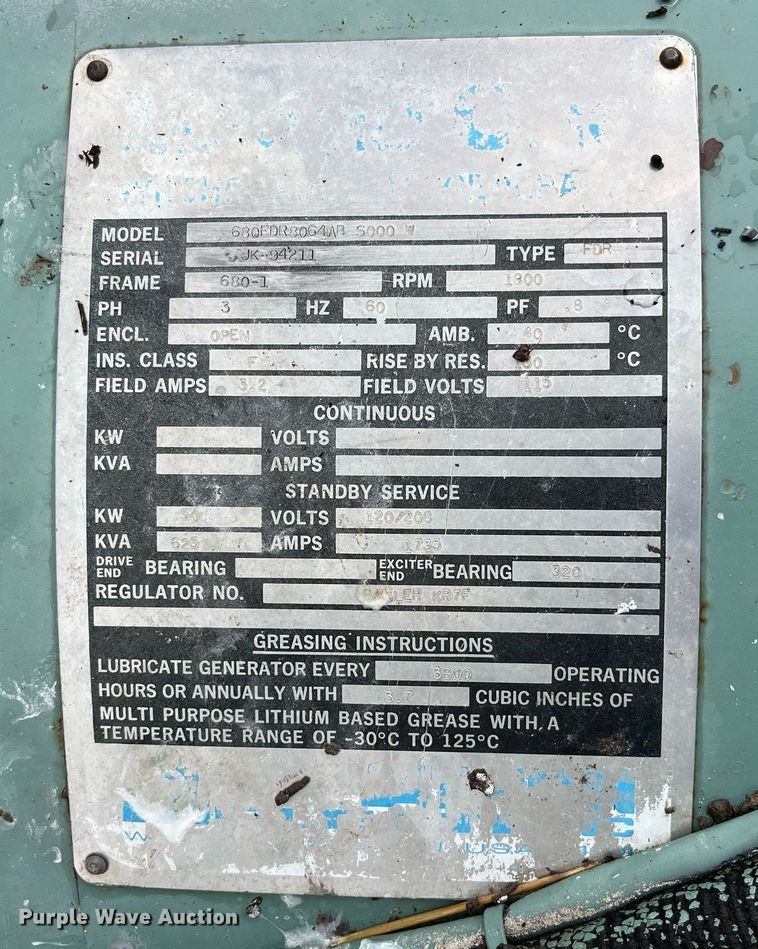 MODEL 680FDR8064AB S000 W
SERIAL JK-94211 TYPE FDR
FRAME 680-1 RPM 1800
PH 3 HZ 60 PF .8
ENCL. OPEN AMB. 40 °C
INS. CLASS F RISE BY RES. °C
FIELD AMPS 3.2 FIELD VOLTS 115
CONTINUOUS
KW VOLTS
KVA AMPS
STANDBY SERVICE
KW VOLTS 120/208
KVA 625 AMPS 1735
DRIVE END BEARING EXCITER END BEARING 320
REGULATOR NO. BASLER KR7F
GREASING INSTRUCTIONS
LUBRICATE GENERATOR EVERY OPERATING
HOURS OR ANNUALLY WITH 3.7 CUBIC INCHES OF
MULTI PURPOSE LITHIUM BASED GREASE WITH A
TEMPERATURE RANGE OF -30°C TO 125°C
Purple Wave Auction